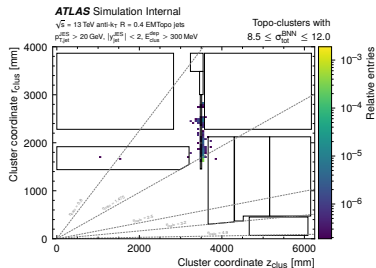 ATLAS Simulation Internal
√s = 13 TeV anti-kT R = 0.4 EMTopo jets
p_T,jet^JES > 20 GeV, |y_jet^JES| < 2, E_clus^dep > 300 MeV
Topo-clusters with
8.5 ≤ σ_tot^BNN ≤ 12.0
Cluster coordinate r_clus [mm]
4000
3000
2000
1000
0
0
2000
4000
6000
Cluster coordinate z_clus [mm]
10⁻³
10⁻⁴
10⁻⁵
10⁻⁶
Relative entries